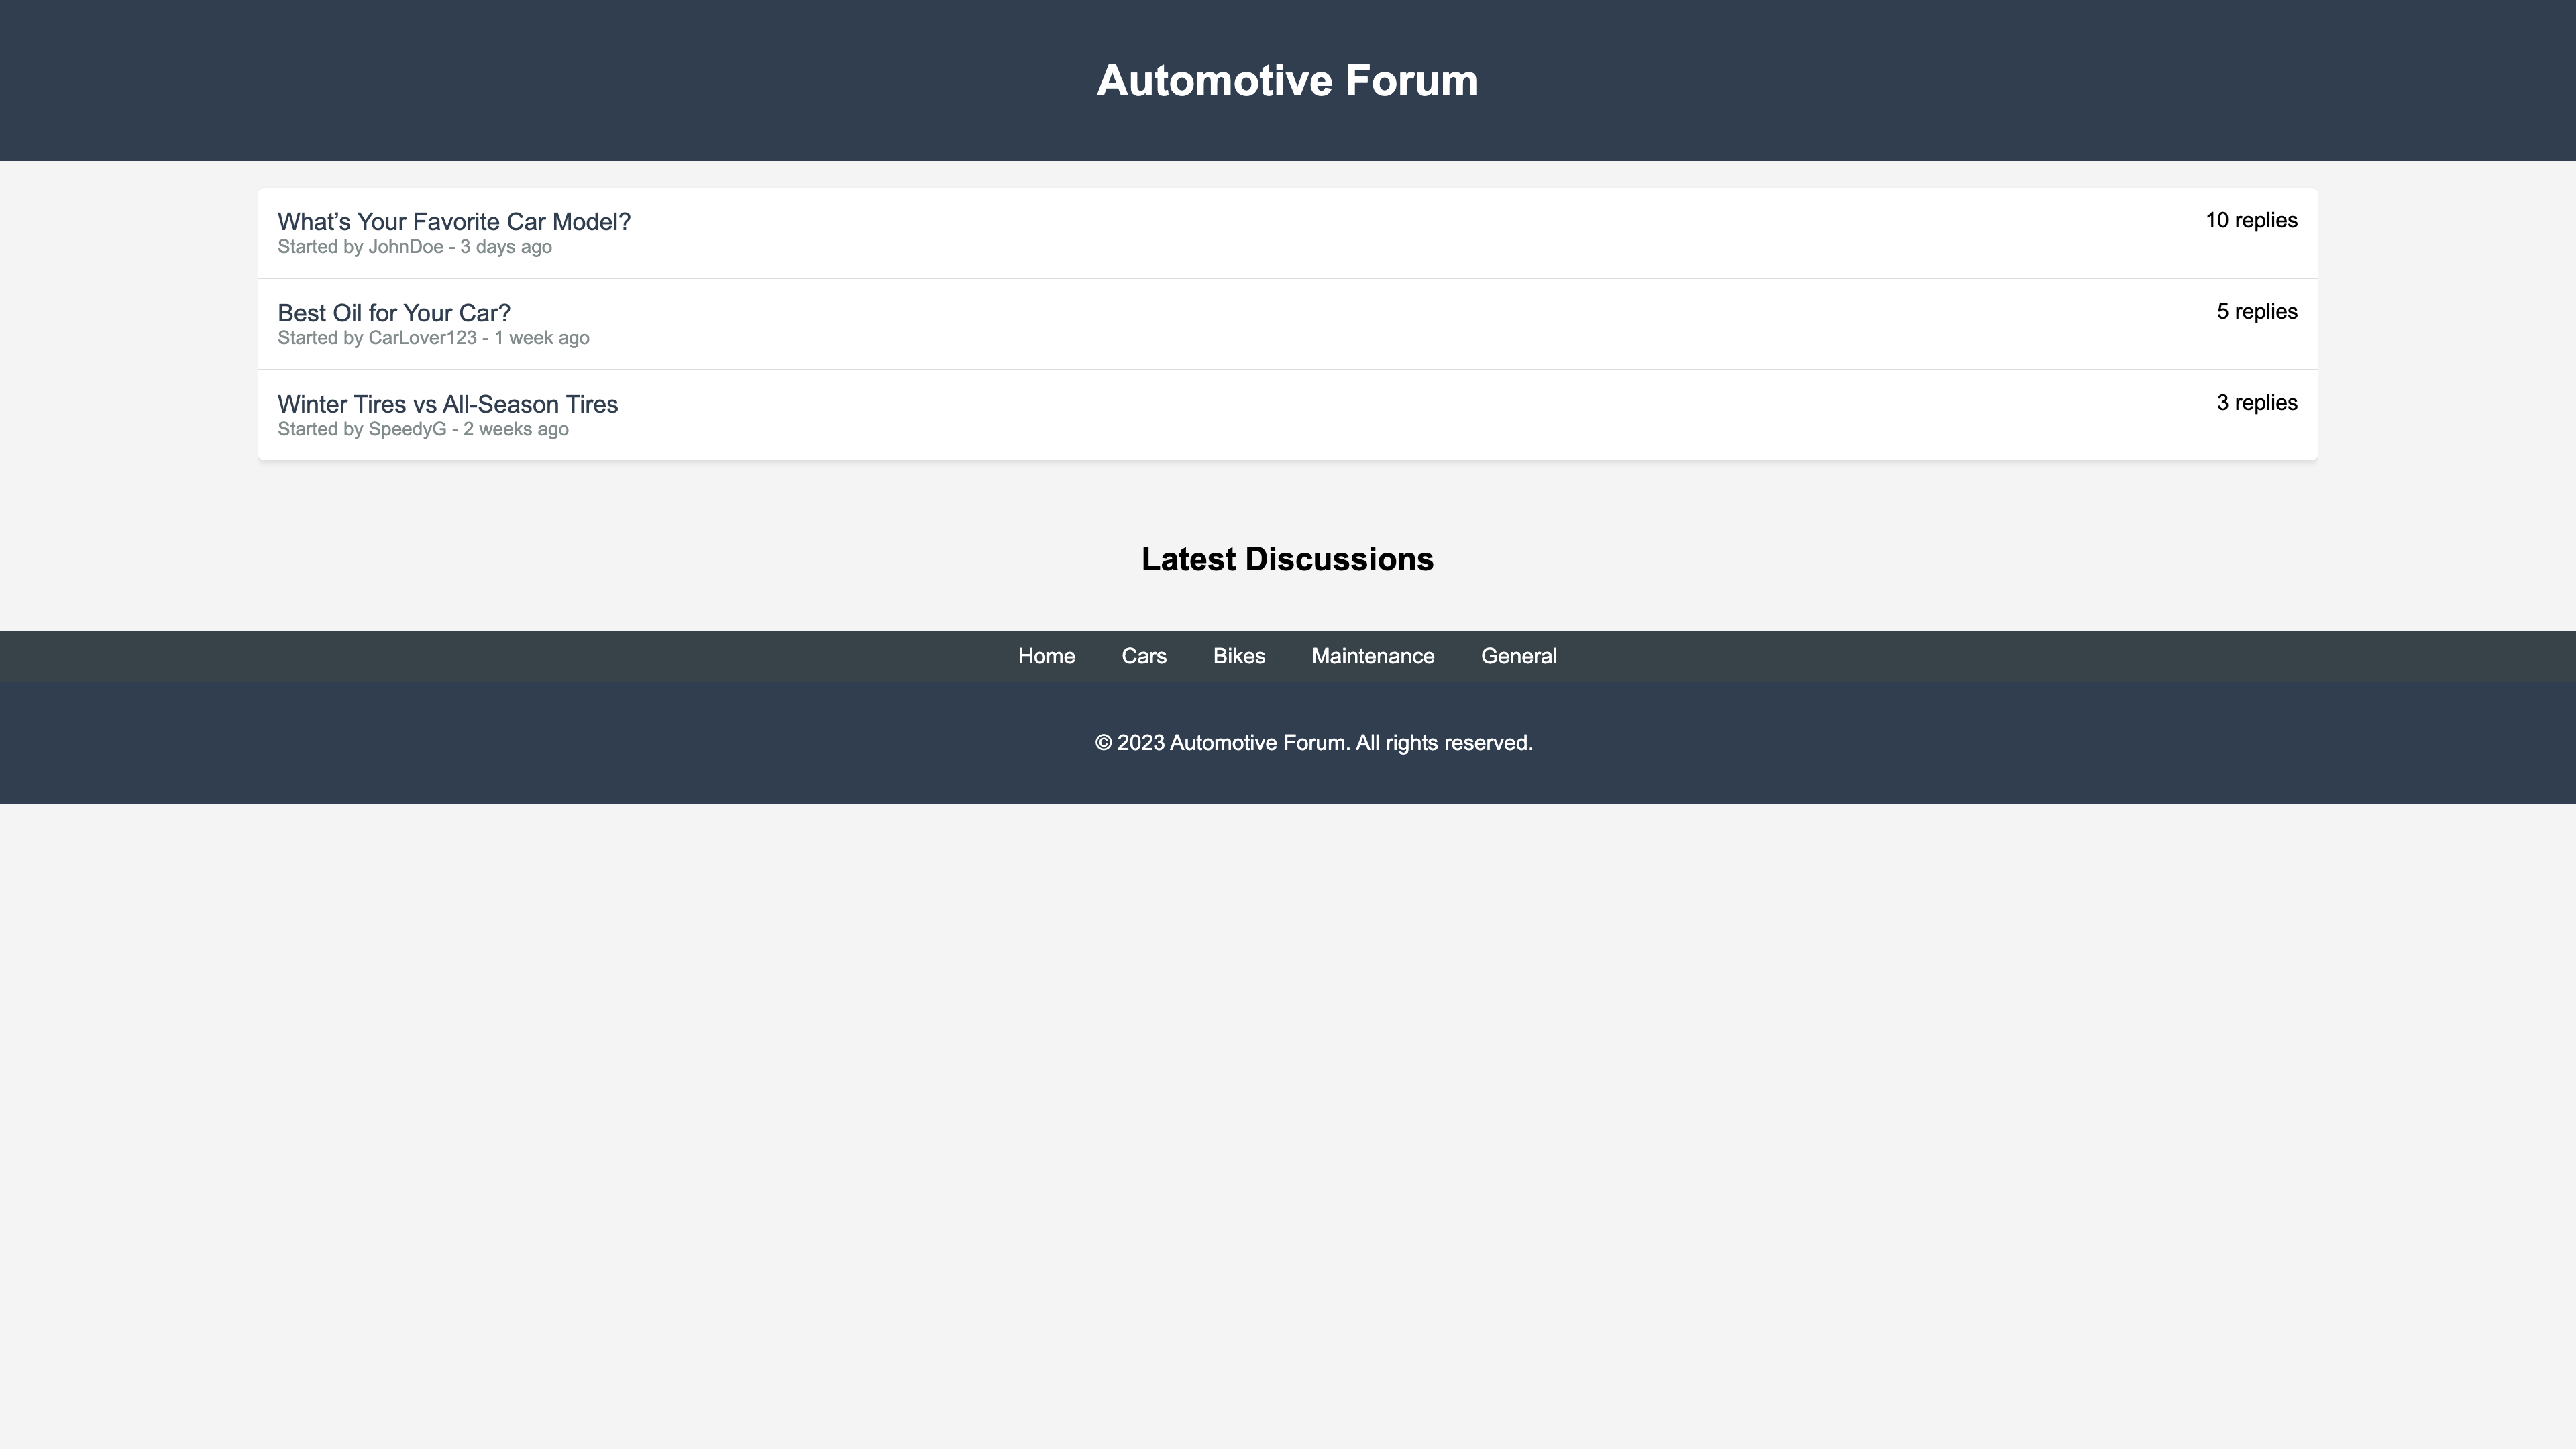 Automotive Forum
What’s Your Favorite Car Model?
Started by JohnDoe - 3 days ago
10 replies
Best Oil for Your Car?
Started by CarLover123 - 1 week ago
5 replies
Winter Tires vs All-Season Tires
Started by SpeedyG - 2 weeks ago
3 replies
Latest Discussions
Home Cars Bikes Maintenance General
© 2023 Automotive Forum. All rights reserved.